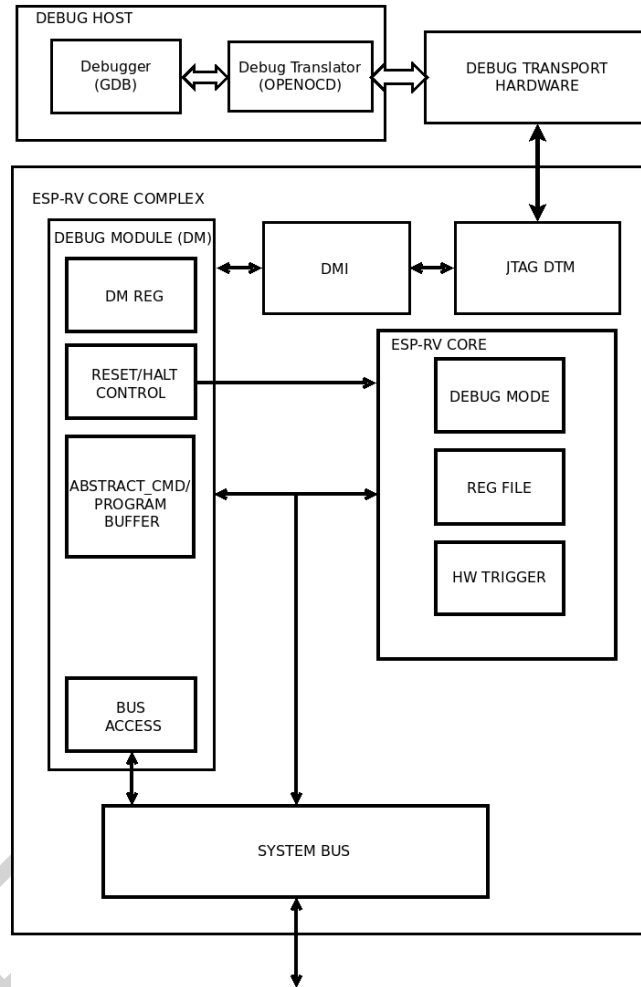 DEBUG HOST
Debugger
(GDB)
Debug Translator
(OPENOCD)
DEBUG TRANSPORT
HARDWARE
ESP-RV CORE COMPLEX
DEBUG MODULE (DM)
DM REG
DMI
JTAG DTM
RESET/HALT
CONTROL
ESP-RV CORE
DEBUG MODE
ABSTRACT_CMD/
PROGRAM
BUFFER
REG FILE
HW TRIGGER
BUS
ACCESS
SYSTEM BUS